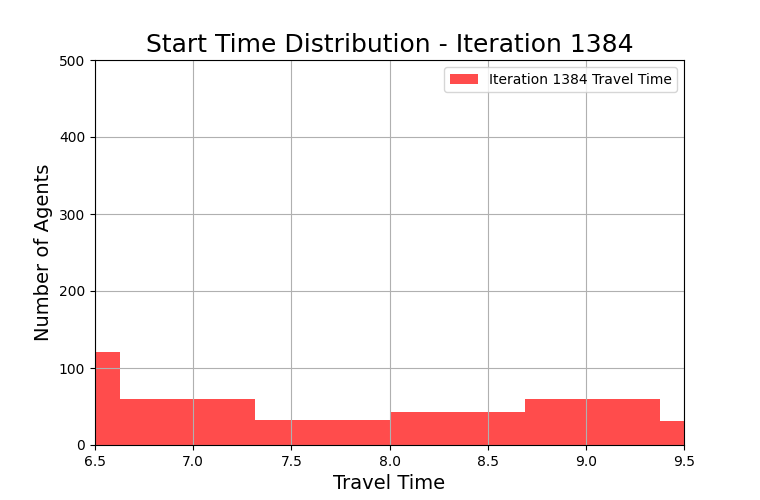 Start Time Distribution - Iteration 1384
500
400
300
200
100
0
Number of Agents
Iteration 1384 Travel Time
6.5 7.0 7.5 8.0 8.5 9.0 9.5
Travel Time